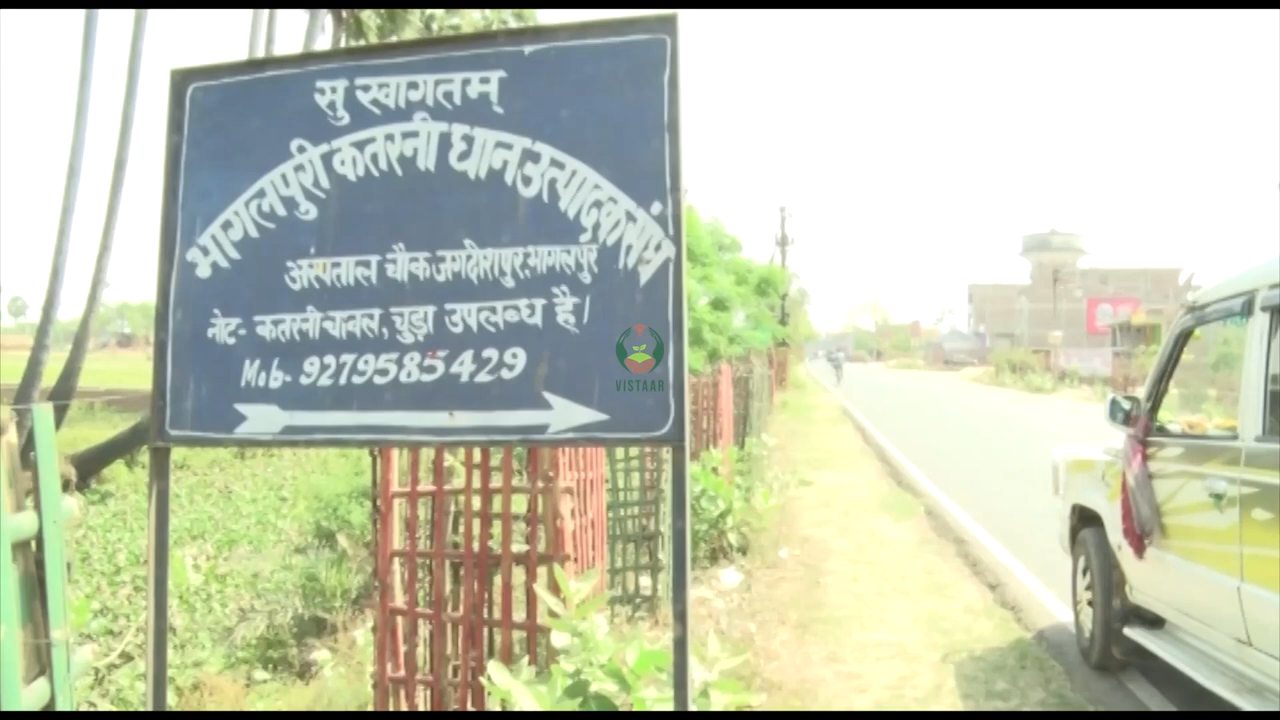 सु स्वागतम्
भागलपुरी कतरनी धान उत्पादक संघ
अस्पताल चौक जगदीशपुर, भागलपुर
नोट- कतरनी चावल, चुड़ा उपलब्ध है।
Mob- 9279585429
VISTAAR